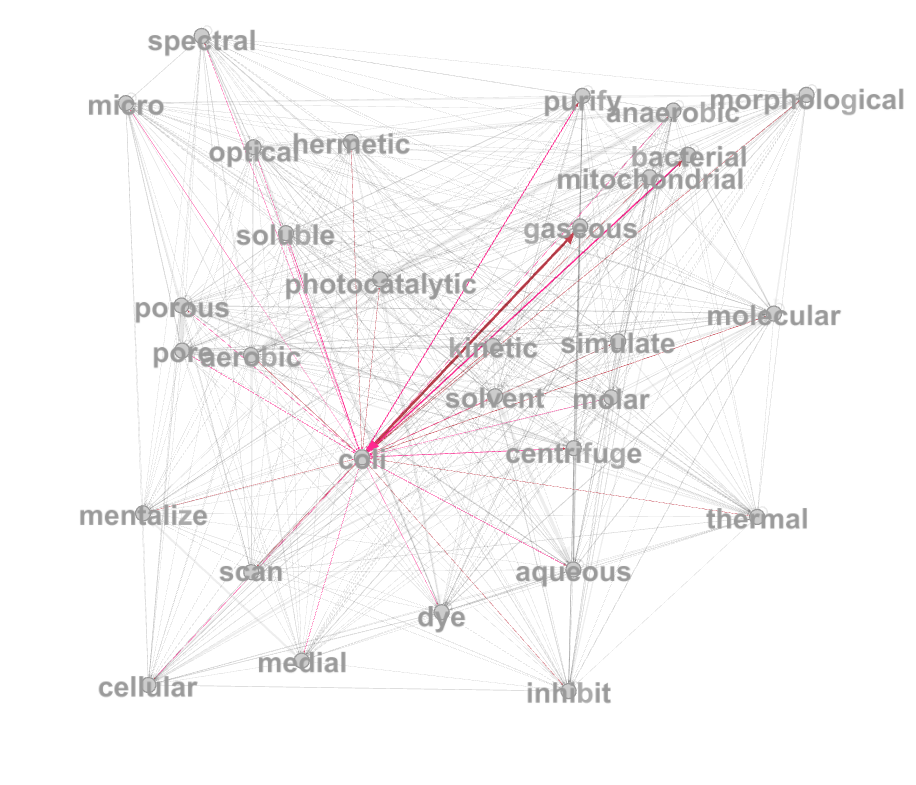 spectral
micro
purify
anaerobic
morphological
optical
hermetic
bacterial
mitochondrial
soluble
gaseous
photocatalytic
porous
molecular
pore
aerobic
kinetic
simulate
solvent
molar
coli
centrifuge
mentalize
thermal
scan
aqueous
dye
medial
cellular
inhibit